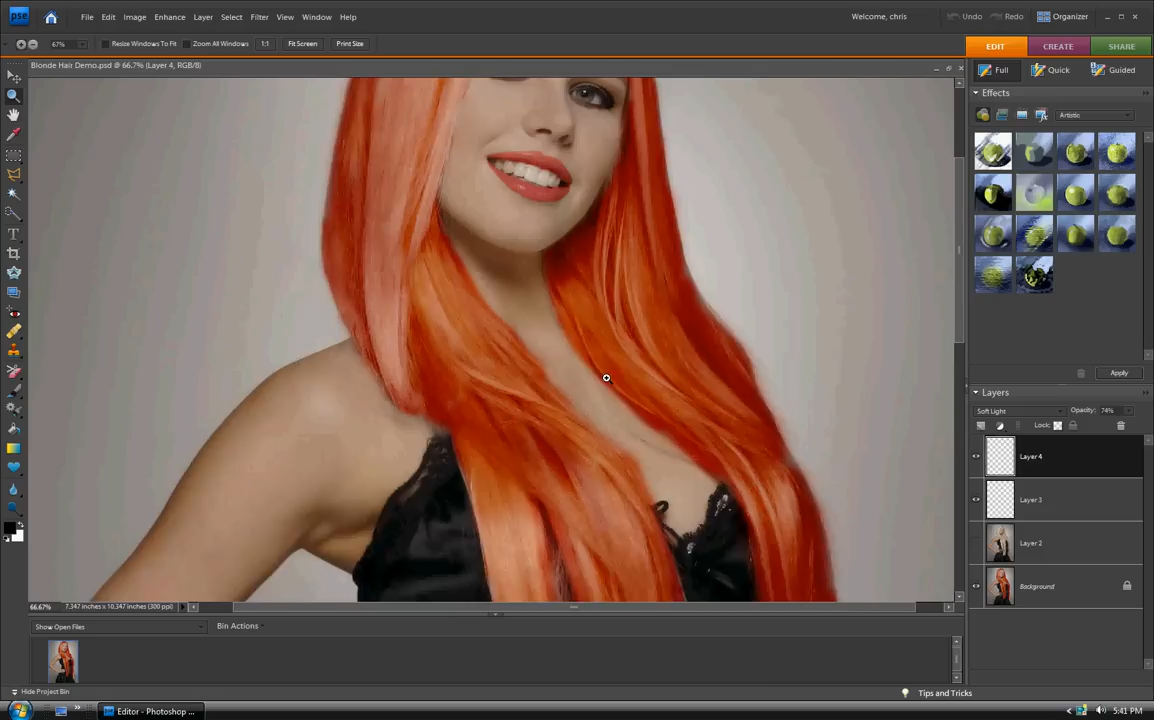 pse File Edit Image Enhance Layer Select Filter View Window Help Welcome, chris Undo Redo Organizer
67% Resize Windows To Fit Zoom All Windows 1:1 Fit Screen Print Size
EDIT CREATE SHARE
Blonde Hair Demo.psd @ 66.7% (Layer 4, RGB/8)
Full Quick Guided
Effects
Artistic
Apply
Layers
Soft Light Opacity: 74%
Lock:
Layer 4
Layer 3
Layer 2
Background
66.67% 7.347 inches x 10.347 inches (300 ppi)
Show Open Files Bin Actions
Hide Project Bin Tips and Tricks
Editor - Photoshop ... 5:41 PM